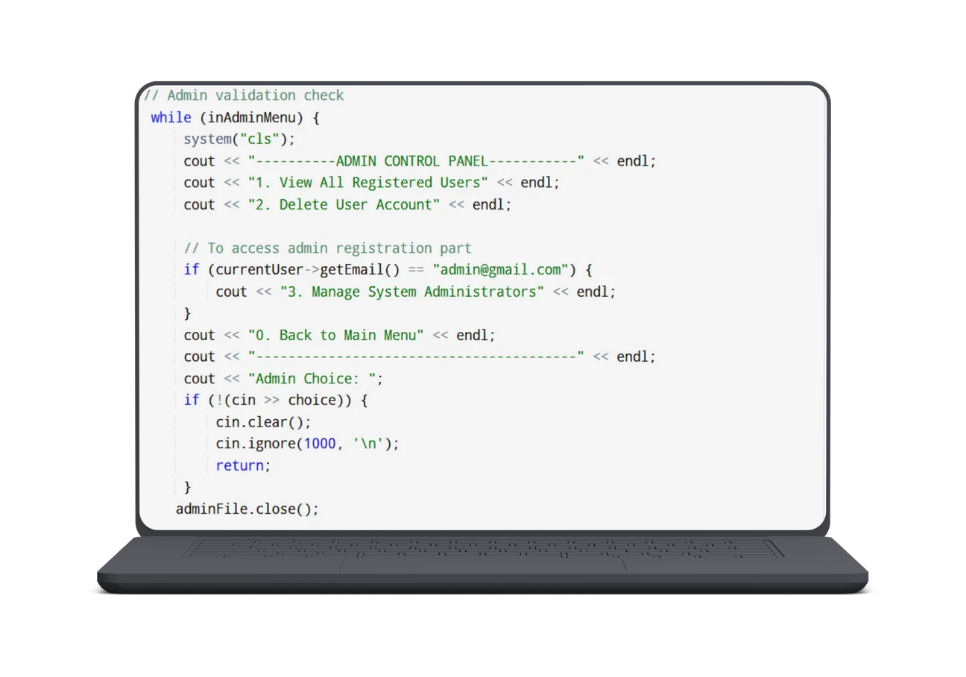 // Admin validation check
while (inAdminMenu) {
system("cls");
cout << "----------ADMIN CONTROL PANEL-----------" << endl;
cout << "1. View All Registered Users" << endl;
cout << "2. Delete User Account" << endl;
// To access admin registration part
if (currentUser->getEmail() == "admin@gmail.com") {
cout << "3. Manage System Administrators" << endl;
}
cout << "0. Back to Main Menu" << endl;
cout << "----------------------------------------" << endl;
cout << "Admin Choice: ";
if (!(cin >> choice)) {
cin.clear();
cin.ignore(1000, '\n');
return;
}
adminFile.close();